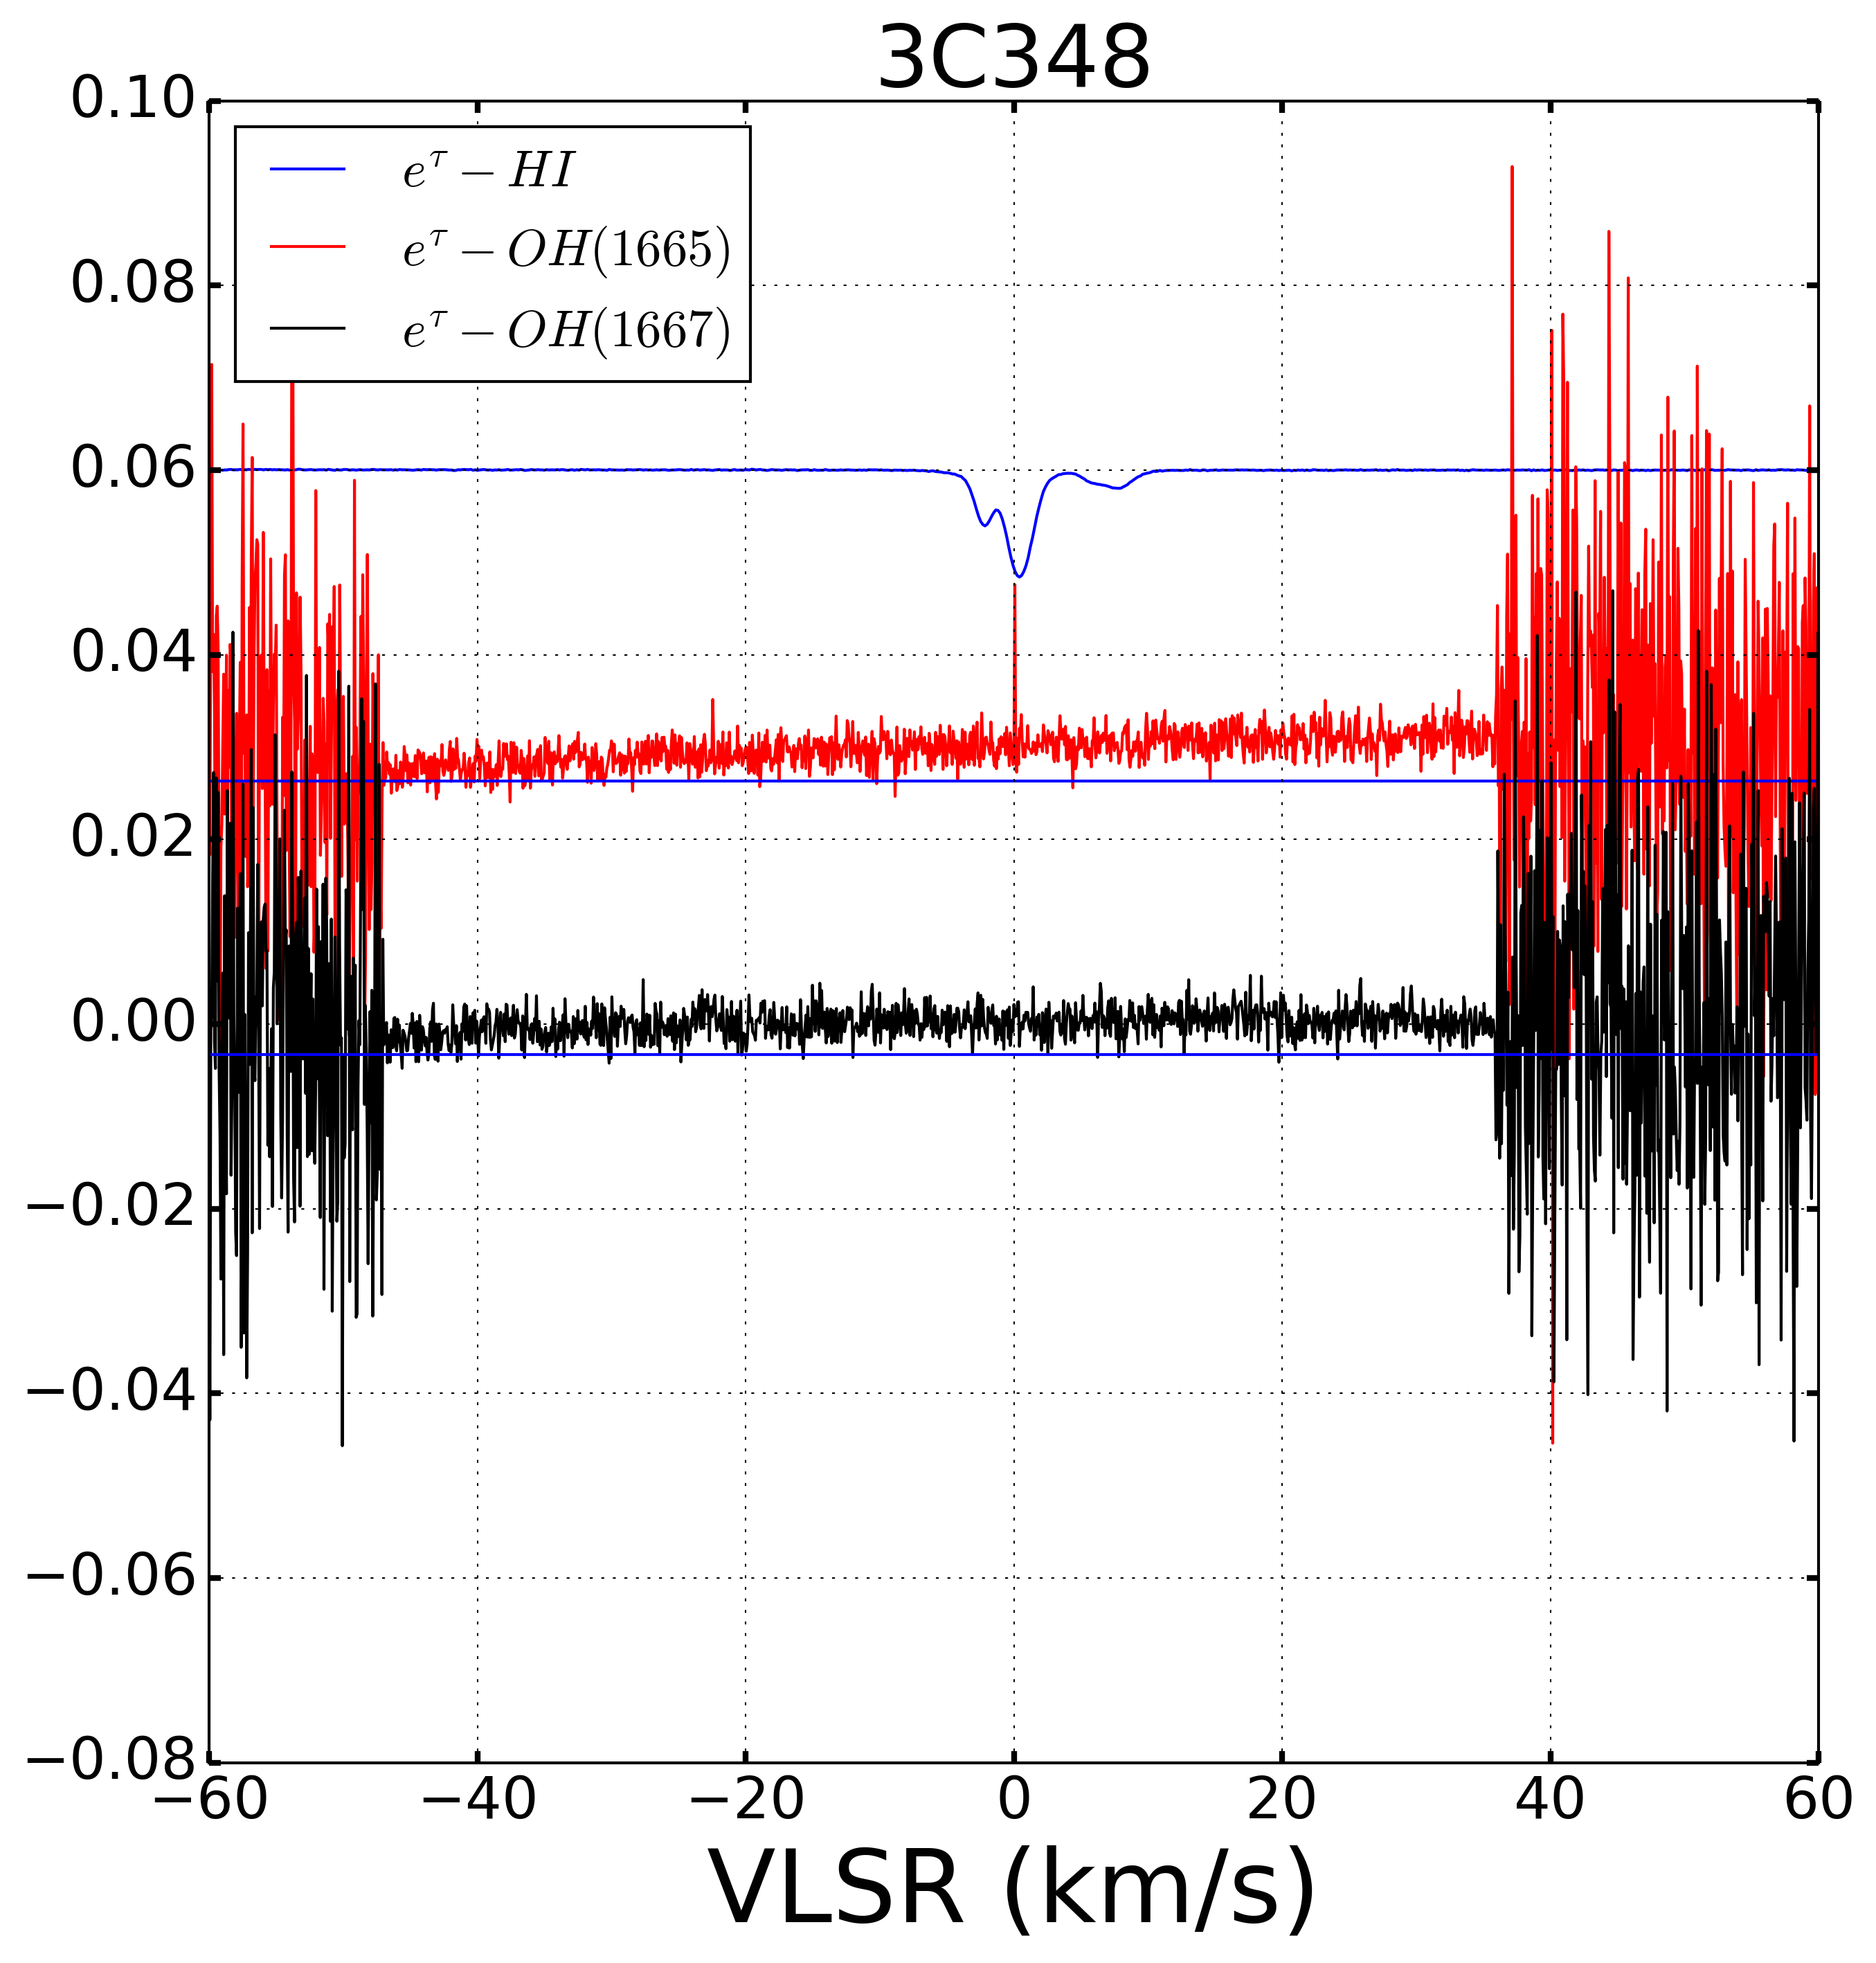 3C348
0.10
0.08
0.06
0.04
0.02
0.00
−0.02
−0.04
−0.06
−0.08
e^τ − HI
e^τ − OH(1665)
e^τ − OH(1667)
−60 −40 −20 0 20 40 60
VLSR (km/s)